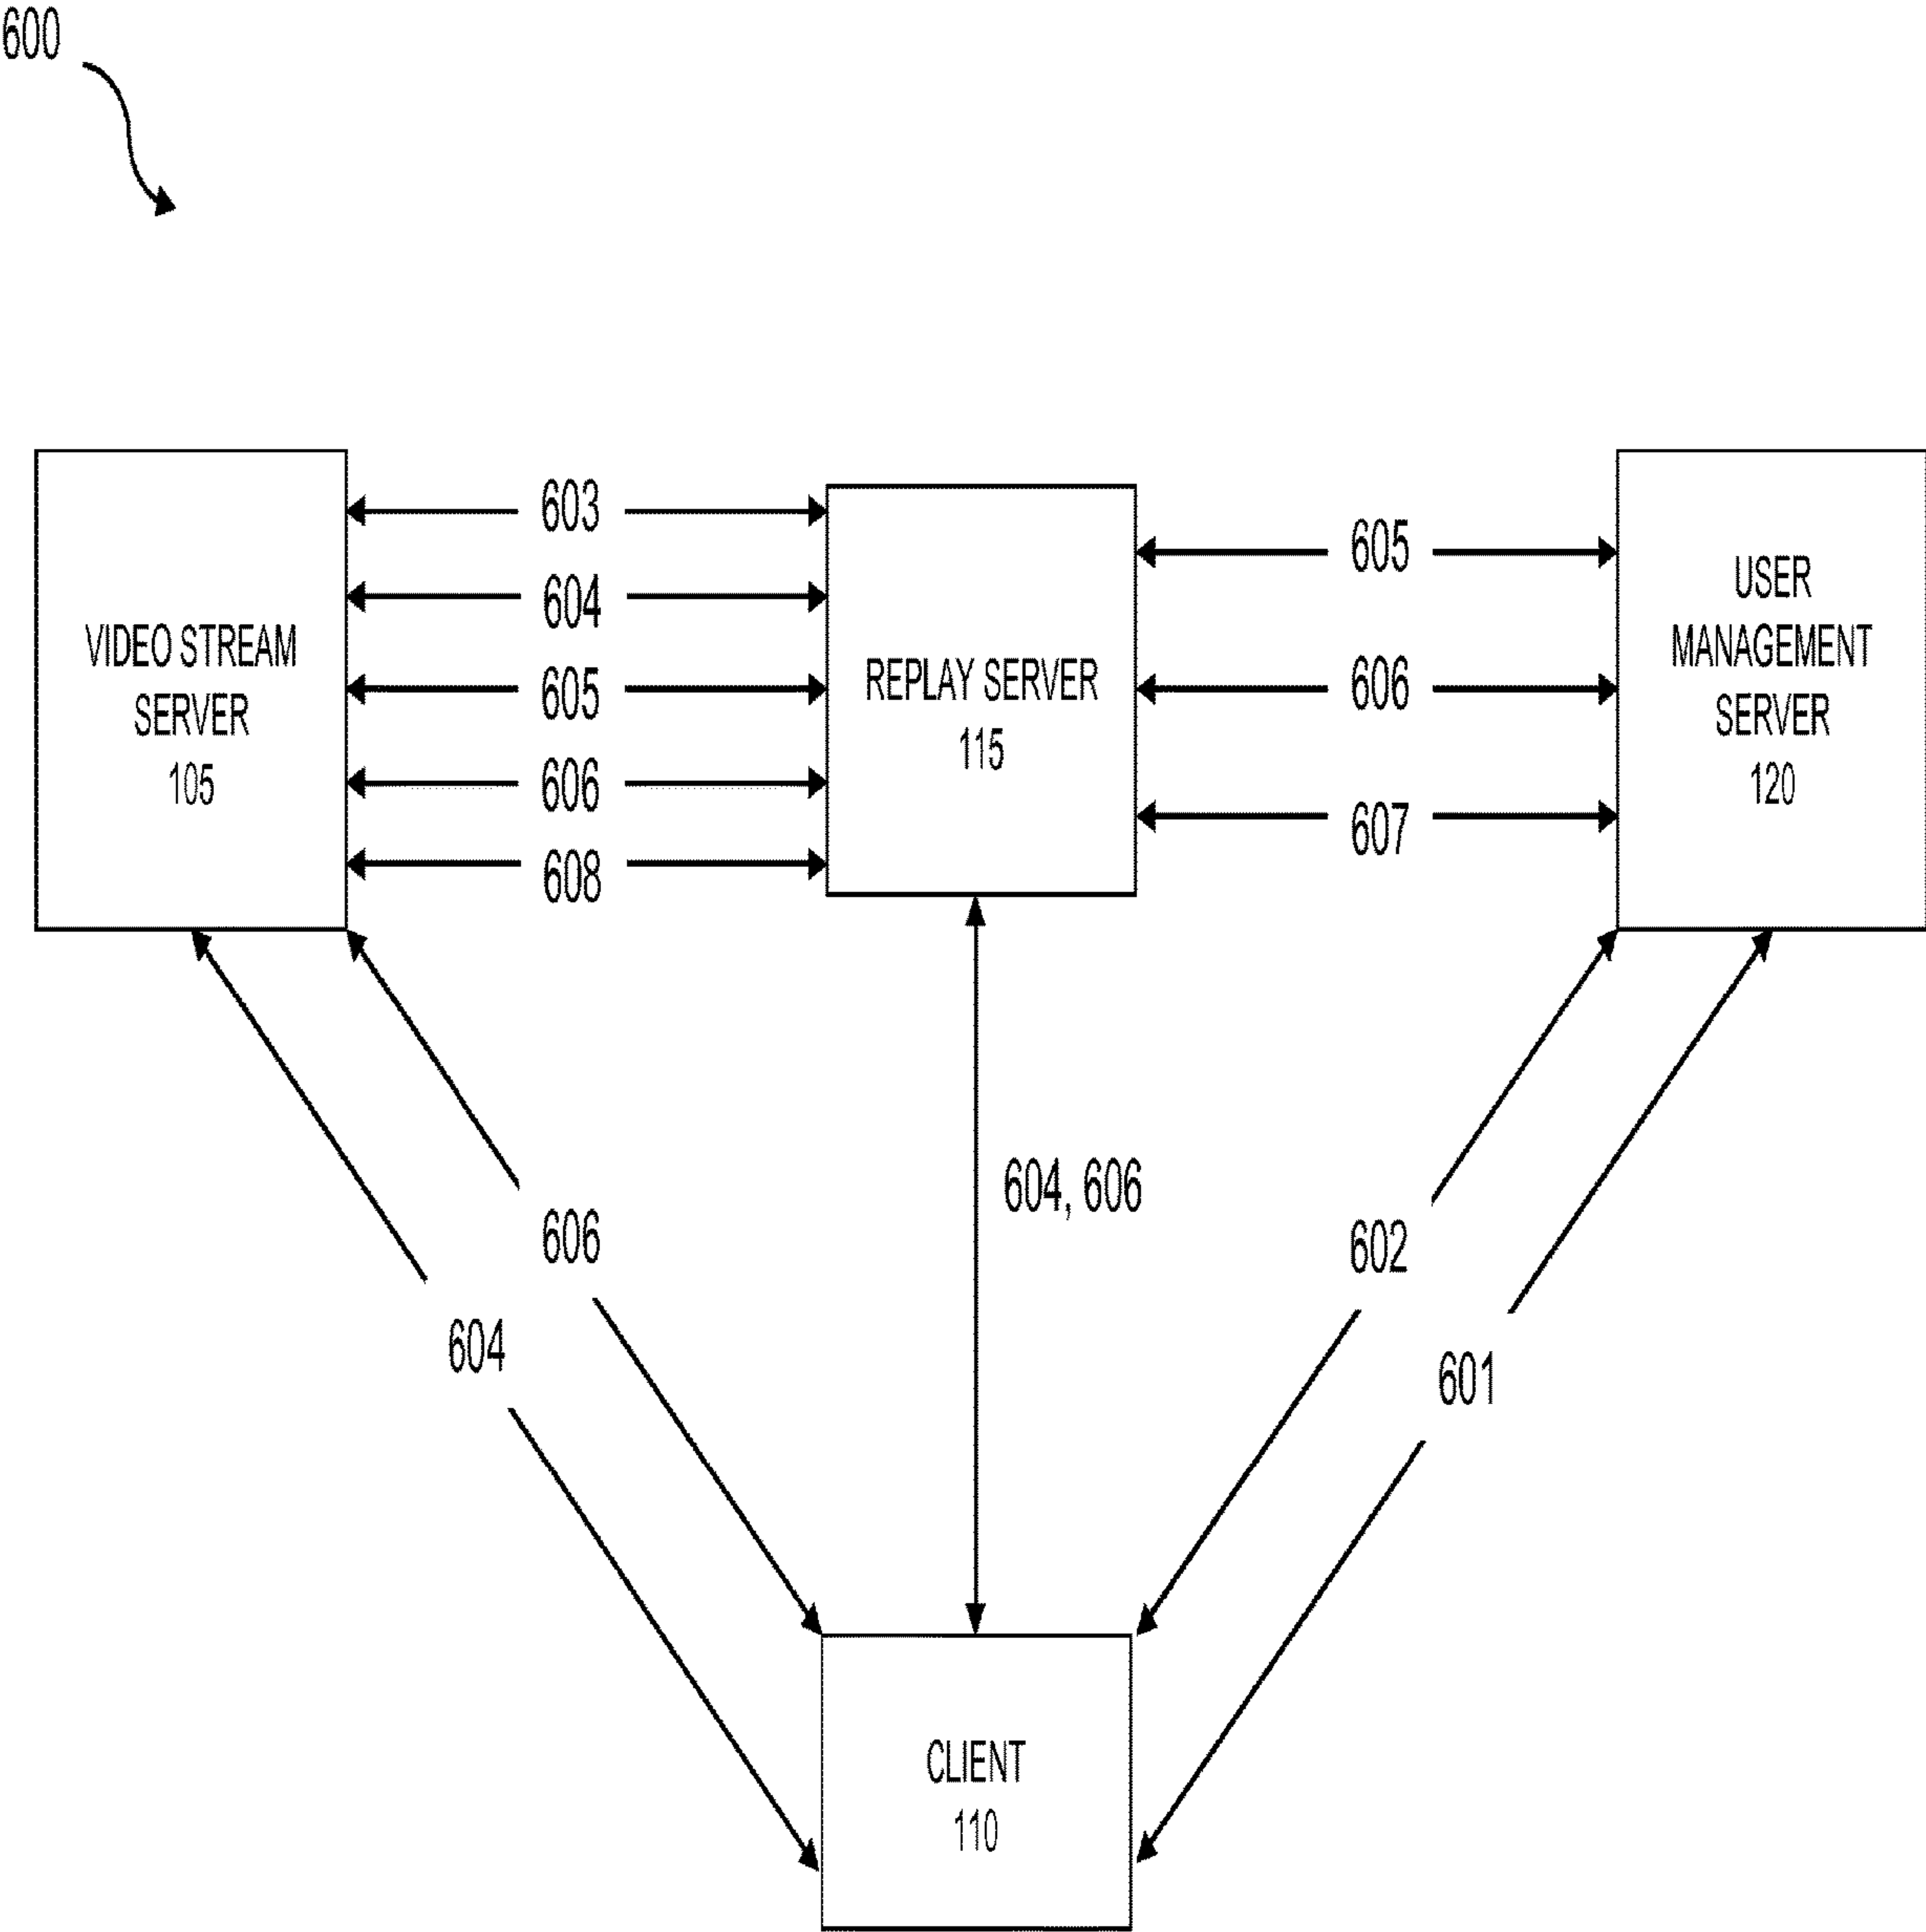 600
VIDEO STREAM
SERVER
105
603
604
605
606
608
REPLAY SERVER
115
605
606
607
USER
MANAGEMENT
SERVER
120
604, 606
606
604
602
601
CLIENT
110